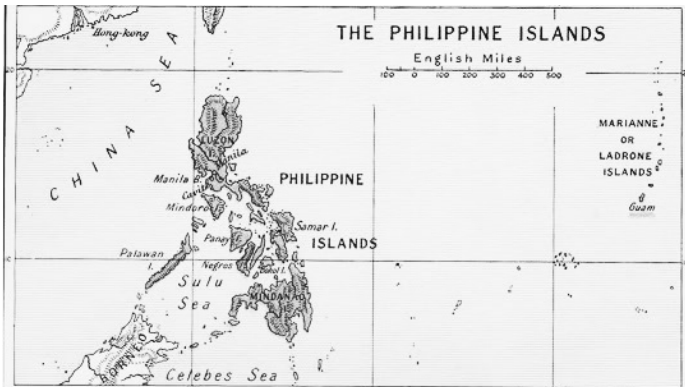 Hong-kong
THE PHILIPPINE ISLANDS
English Miles
100 0 100 200 300 400 500
CHINA SEA
LUZON
Manila
Manila B.
Cavite
Mindoro
PHILIPPINE
ISLANDS
MARIANNE
OR
LADRONE
ISLANDS
Guam
Samar I.
Panay
Negros
Bohol I.
Palawan
I.
Sulu
Sea
MINDANAO
BORNEO
Celebes Sea